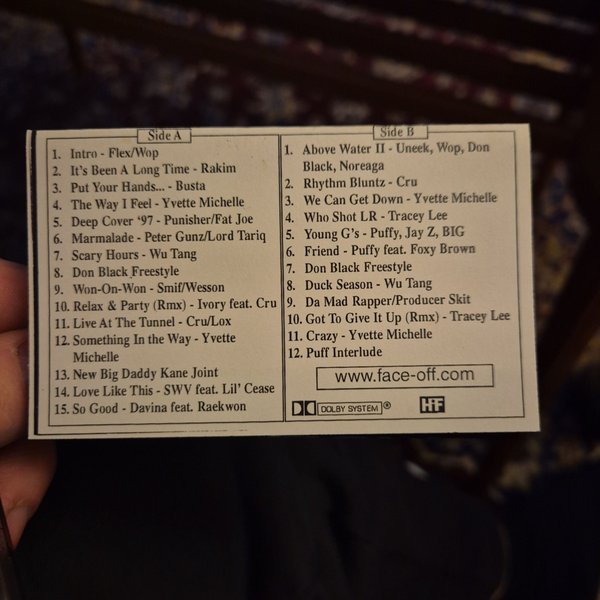 Side A
1. Intro - Flex/Wop
2. It's Been A Long Time - Rakim
3. Put Your Hands... - Busta
4. The Way I Feel - Yvette Michelle
5. Deep Cover '97 - Punisher/Fat Joe
6. Marmalade - Peter Gunz/Lord Tariq
7. Scary Hours - Wu Tang
8. Don Black Freestyle
9. Won-On-Won - Smif/Wesson
10. Relax & Party (Rmx) - Ivory feat. Cru
11. Live At The Tunnel - Cru/Lox
12. Something In the Way - Yvette
Michelle
13. New Big Daddy Kane Joint
14. Love Like This - SWV feat. Lil' Cease
15. So Good - Davina feat. Raekwon
Side B
1. Above Water II - Uneek, Wop, Don
Black, Noreaga
2. Rhythm Bluntz - Cru
3. We Can Get Down - Yvette Michelle
4. Who Shot LR - Tracey Lee
5. Young G's - Puffy, Jay Z, BIG
6. Friend - Puffy feat. Foxy Brown
7. Don Black Freestyle
8. Duck Season - Wu Tang
9. Da Mad Rapper/Producer Skit
10. Got To Give It Up (Rmx) - Tracey Lee
11. Crazy - Yvette Michelle
12. Puff Interlude
www.face-off.com
DOLBY SYSTEM ®
HF